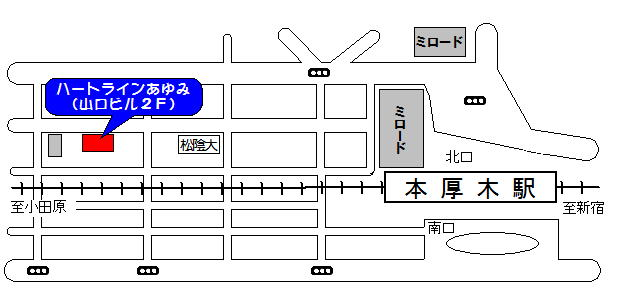 ミロード
ハートラインあゆみ
（山口ビル２Ｆ）
ミロード
松陰大
北口
本厚木駅
至小田原
至新宿
南口